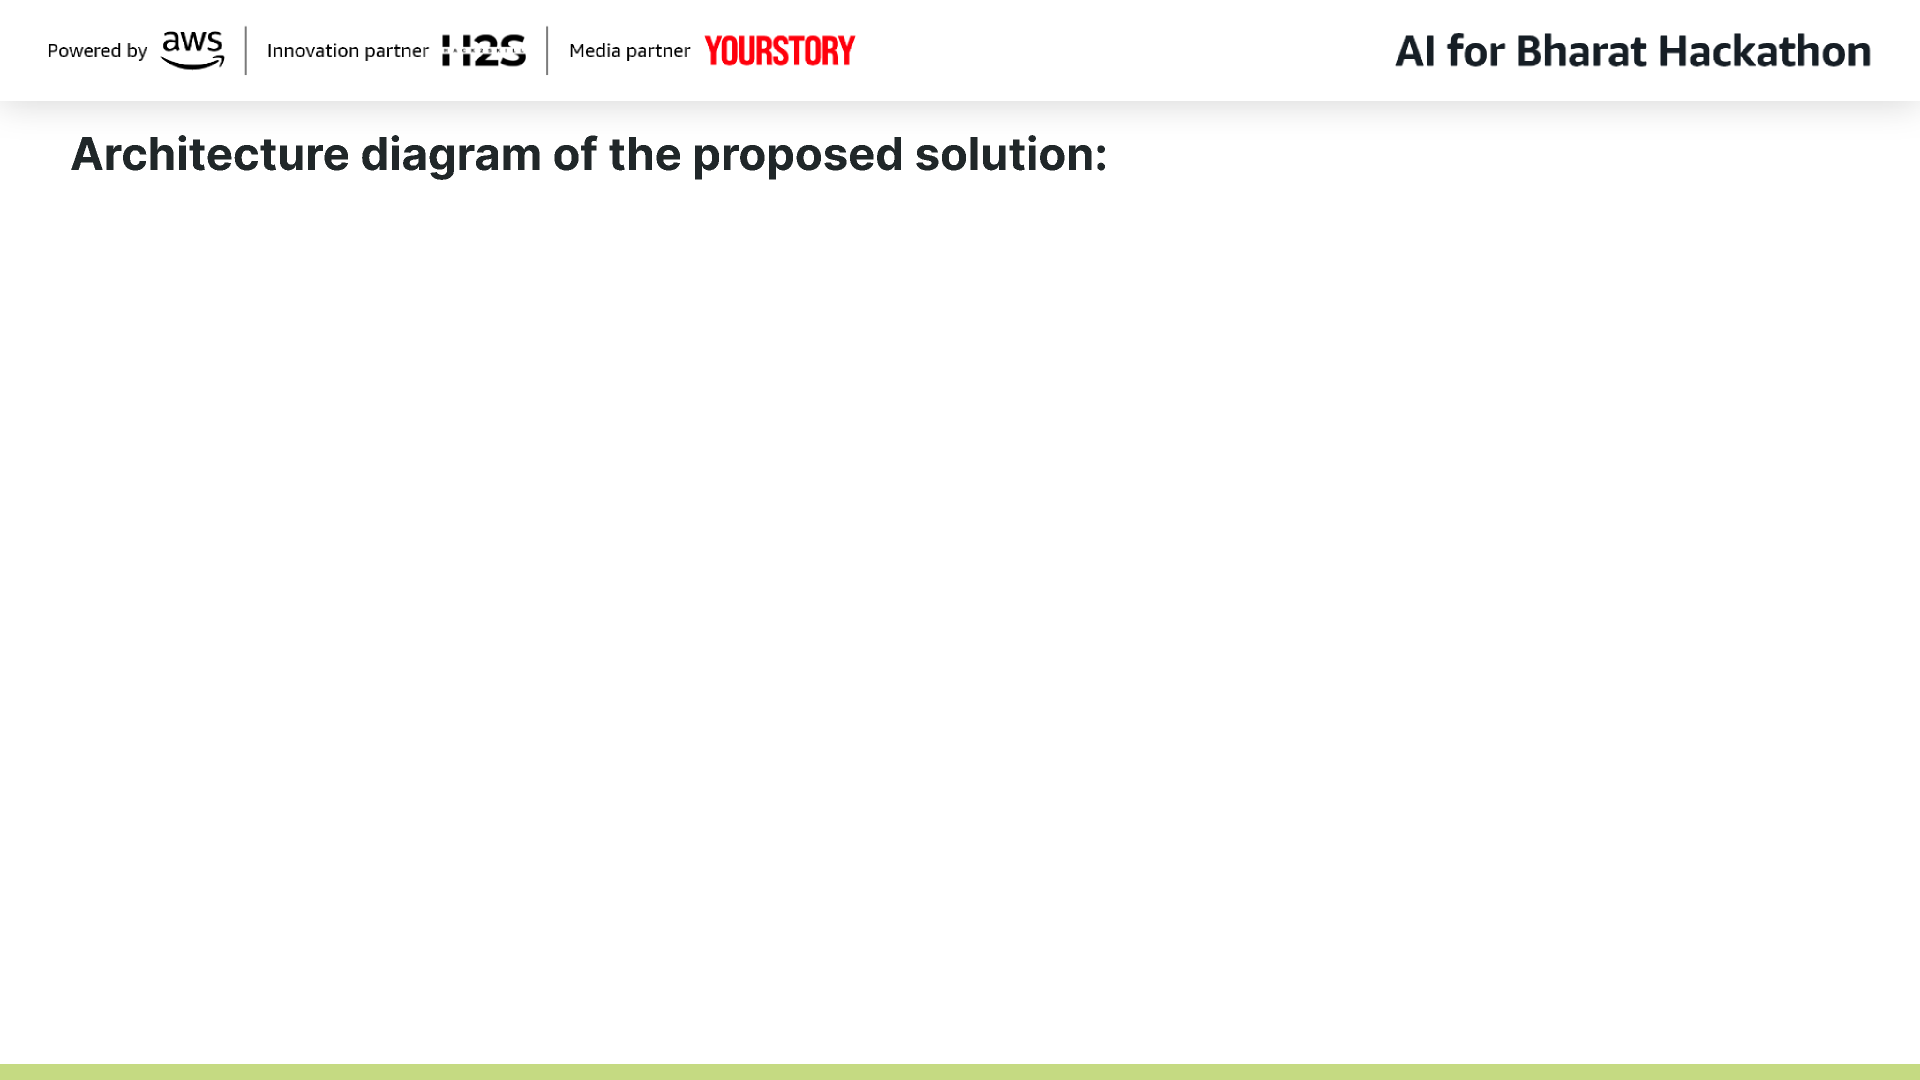 Powered by aws Innovation partner H2S HACK2SKILL Media partner YOURSTORY AI for Bharat Hackathon
Architecture diagram of the proposed solution: